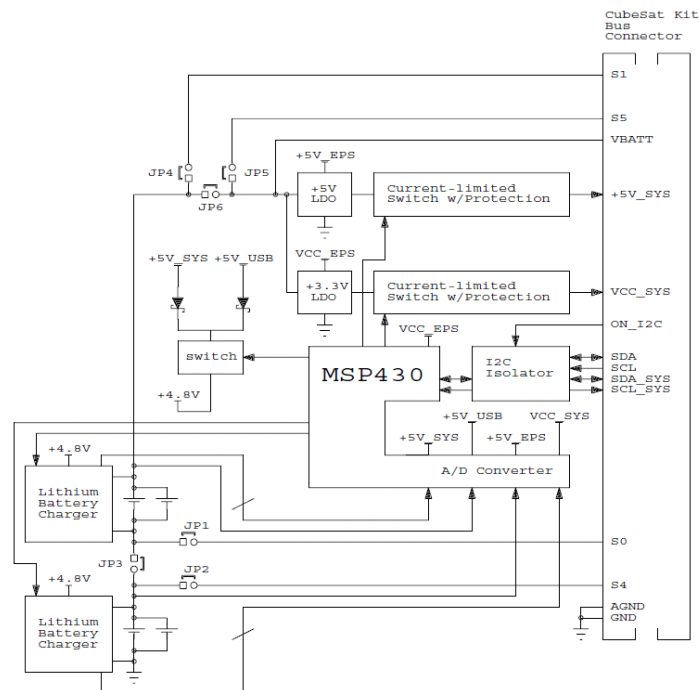 CubeSat Kit
Bus
Connector
S1
S5
VBATT
JP4
JP5
JP6
+5V_EPS
+5V
LDO
Current-limited
Switch w/Protection
+5V_SYS
+5V_SYS
+5V_USB
VCC_EPS
+3.3V
LDO
Current-limited
Switch w/Protection
VCC_SYS
ON_I2C
VCC_EPS
switch
MSP430
I2C
Isolator
SDA
SCL
SDA_SYS
SCL_SYS
+4.8V
+5V_USB
VCC_SYS
+5V_SYS
+5V_EPS
A/D Converter
+4.8V
Lithium
Battery
Charger
JP1
S0
JP3
JP2
S4
+4.8V
Lithium
Battery
Charger
AGND
GND